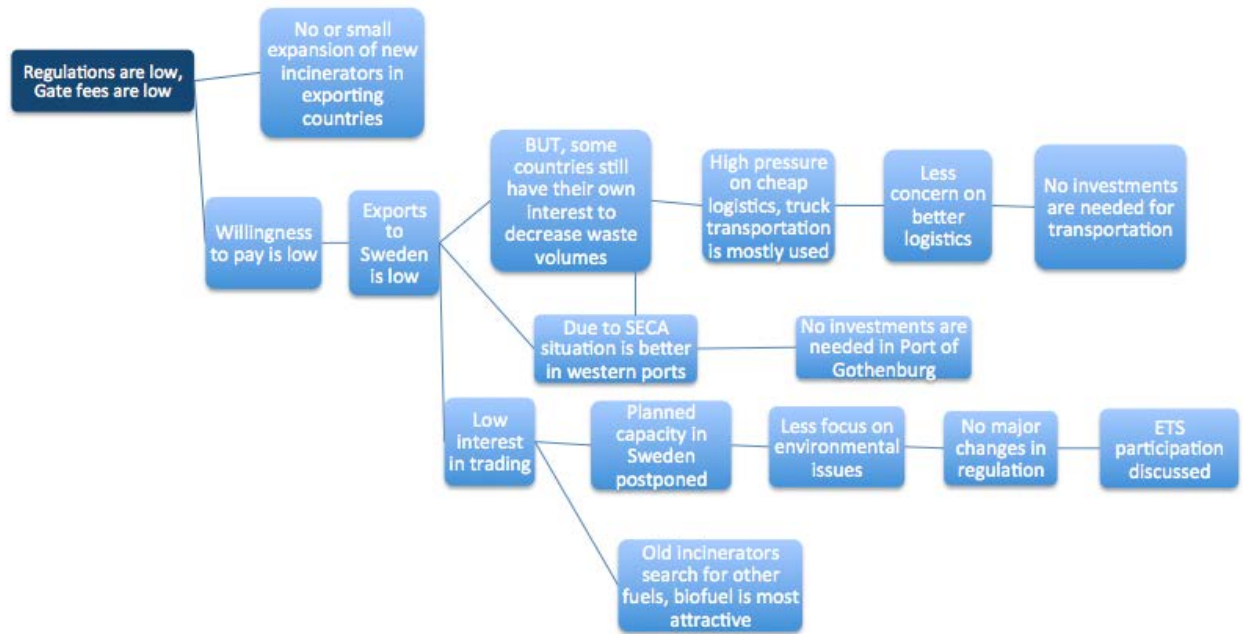 Regulations are low,
Gate fees are low
No or small
expansion of new
incinerators in
exporting
countries
Willingness
to pay is low
Exports
to
Sweden
is low
BUT, some
countries still
have their own
interest to
decrease waste
volumes
High pressure
on cheap
logistics, truck
transportation
is mostly used
Less
concern on
better
logistics
No investments
are needed for
transportation
Due to SECA
situation is better
in western ports
No investments are
needed in Port of
Gothenburg
Low
interest
in trading
Planned
capacity in
Sweden
postponed
Less focus on
environmental
issues
No major
changes in
regulation
ETS
participation
discussed
Old incinerators
search for other
fuels, biofuel is most
attractive